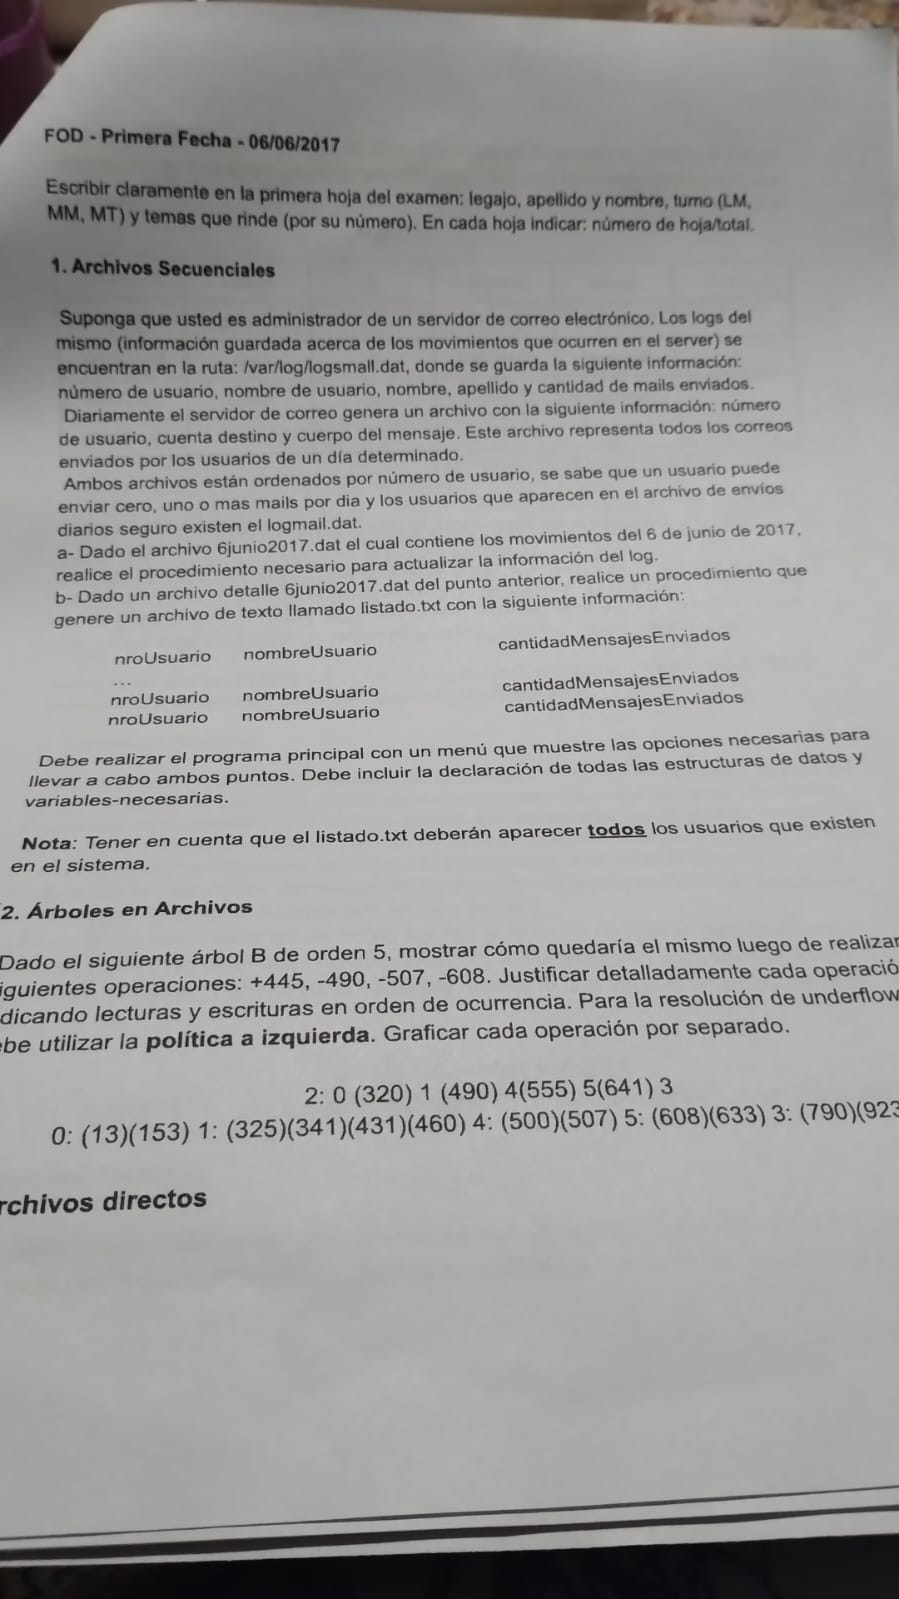 FOD - Primera Fecha - 06/06/2017
Escribir claramente en la primera hoja del examen: legajo, apellido y nombre, turno (LM,
MM, MT) y temas que rinde (por su número). En cada hoja indicar: número de hoja/total.
1. Archivos Secuenciales
Suponga que usted es administrador de un servidor de correo electrónico. Los logs del
mismo (información guardada acerca de los movimientos que ocurren en el server) se
encuentran en la ruta: /var/log/logsmall.dat, donde se guarda la siguiente información:
número de usuario, nombre de usuario, nombre, apellido y cantidad de mails enviados.
Diariamente el servidor de correo genera un archivo con la siguiente información: número
de usuario, cuenta destino y cuerpo del mensaje. Este archivo representa todos los correos
enviados por los usuarios de un día determinado.
Ambos archivos están ordenados por número de usuario, se sabe que un usuario puede
enviar cero, uno o mas mails por dia y los usuarios que aparecen en el archivo de envíos
diarios seguro existen el logmail.dat.
a- Dado el archivo 6junio2017.dat el cual contiene los movimientos del 6 de junio de 2017,
realice el procedimiento necesario para actualizar la información del log.
b- Dado un archivo detalle 6junio2017.dat del punto anterior, realice un procedimiento que
genere un archivo de texto llamado listado.txt con la siguiente información:
nroUsuario nombreUsuario cantidadMensajesEnviados
...
nroUsuario nombreUsuario cantidadMensajesEnviados
nroUsuario nombreUsuario cantidadMensajesEnviados
Debe realizar el programa principal con un menú que muestre las opciones necesarias para
llevar a cabo ambos puntos. Debe incluir la declaración de todas las estructuras de datos y
variables-necesarias.
Nota: Tener en cuenta que el listado.txt deberán aparecer todos los usuarios que existen
en el sistema.
2. Árboles en Archivos
Dado el siguiente árbol B de orden 5, mostrar cómo quedaría el mismo luego de realizar
iguientes operaciones: +445, -490, -507, -608. Justificar detalladamente cada operació
dicando lecturas y escrituras en orden de ocurrencia. Para la resolución de underflow
ebe utilizar la política a izquierda. Graficar cada operación por separado.
2: 0 (320) 1 (490) 4(555) 5(641) 3
0: (13)(153) 1: (325)(341)(431)(460) 4: (500)(507) 5: (608)(633) 3: (790)(923
rchivos directos